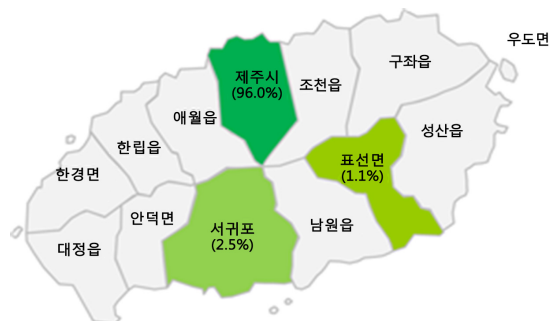 우도면
구좌읍
제주시
(96.0%)
조천읍
애월읍
성산읍
한립읍
표선면
(1.1%)
한경면
안덕면
서귀포
(2.5%)
남원읍
대정읍